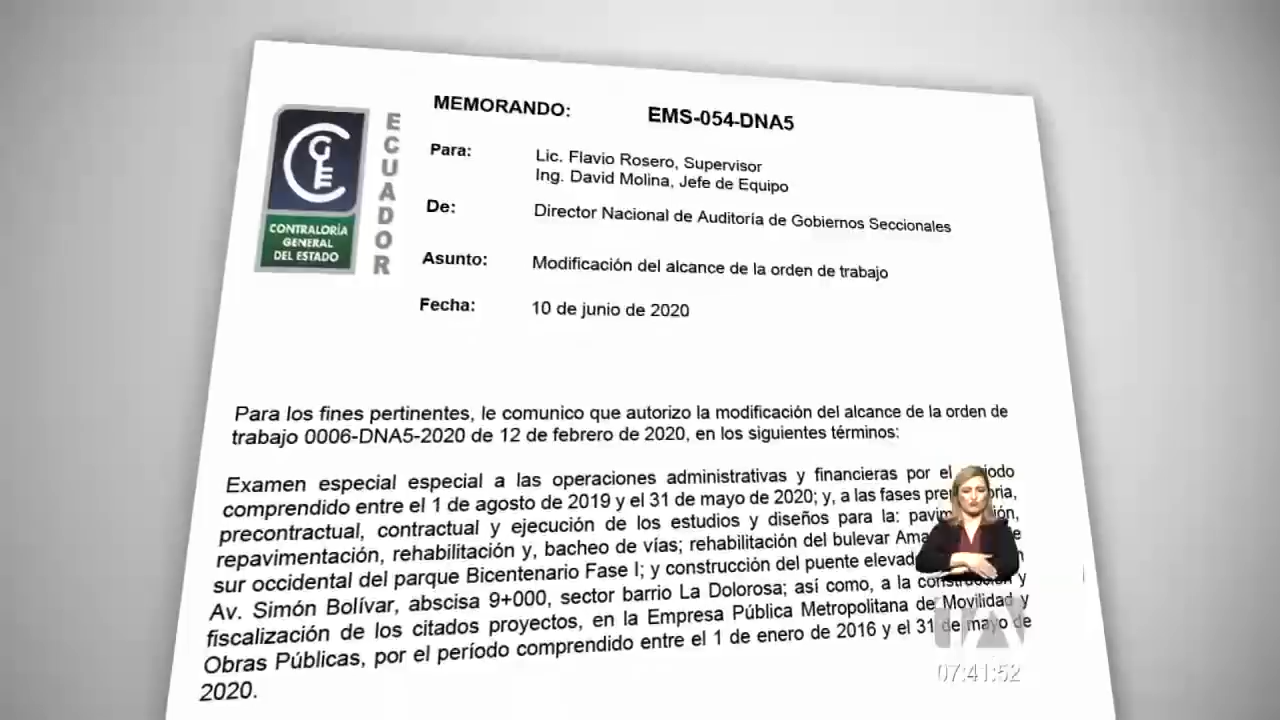 CGE
ECUADOR
CONTRALORÍA
GENERAL
DEL ESTADO
MEMORANDO: EMS-054-DNA5
Para: Lic. Flavio Rosero, Supervisor
Ing. David Molina, Jefe de Equipo
De: Director Nacional de Auditoría de Gobiernos Seccionales
Asunto: Modificación del alcance de la orden de trabajo
Fecha: 10 de junio de 2020
Para los fines pertinentes, le comunico que autorizo la modificación del alcance de la orden de
trabajo 0006-DNA5-2020 de 12 de febrero de 2020, en los siguientes términos:
Examen especial especial a las operaciones administrativas y financieras por el
comprendido entre el 1 de agosto de 2019 y el 31 de mayo de 2020; y, a las fases
precontractual, contractual y ejecución de los estudios y diseños para la:
repavimentación, rehabilitación y, bacheo de vías; rehabilitación del bulevar
sur occidental del parque Bicentenario Fase I; y construcción del puente
Av. Simón Bolívar, abscisa 9+000, sector barrio La Dolorosa; así como, a la construcción y
fiscalización de los citados proyectos, en la Empresa Pública Metropolitana de Movilidad y
Obras Públicas, por el período comprendido entre el 1 de enero de 2016 y el 31 de mayo de
2020.
07:41:52